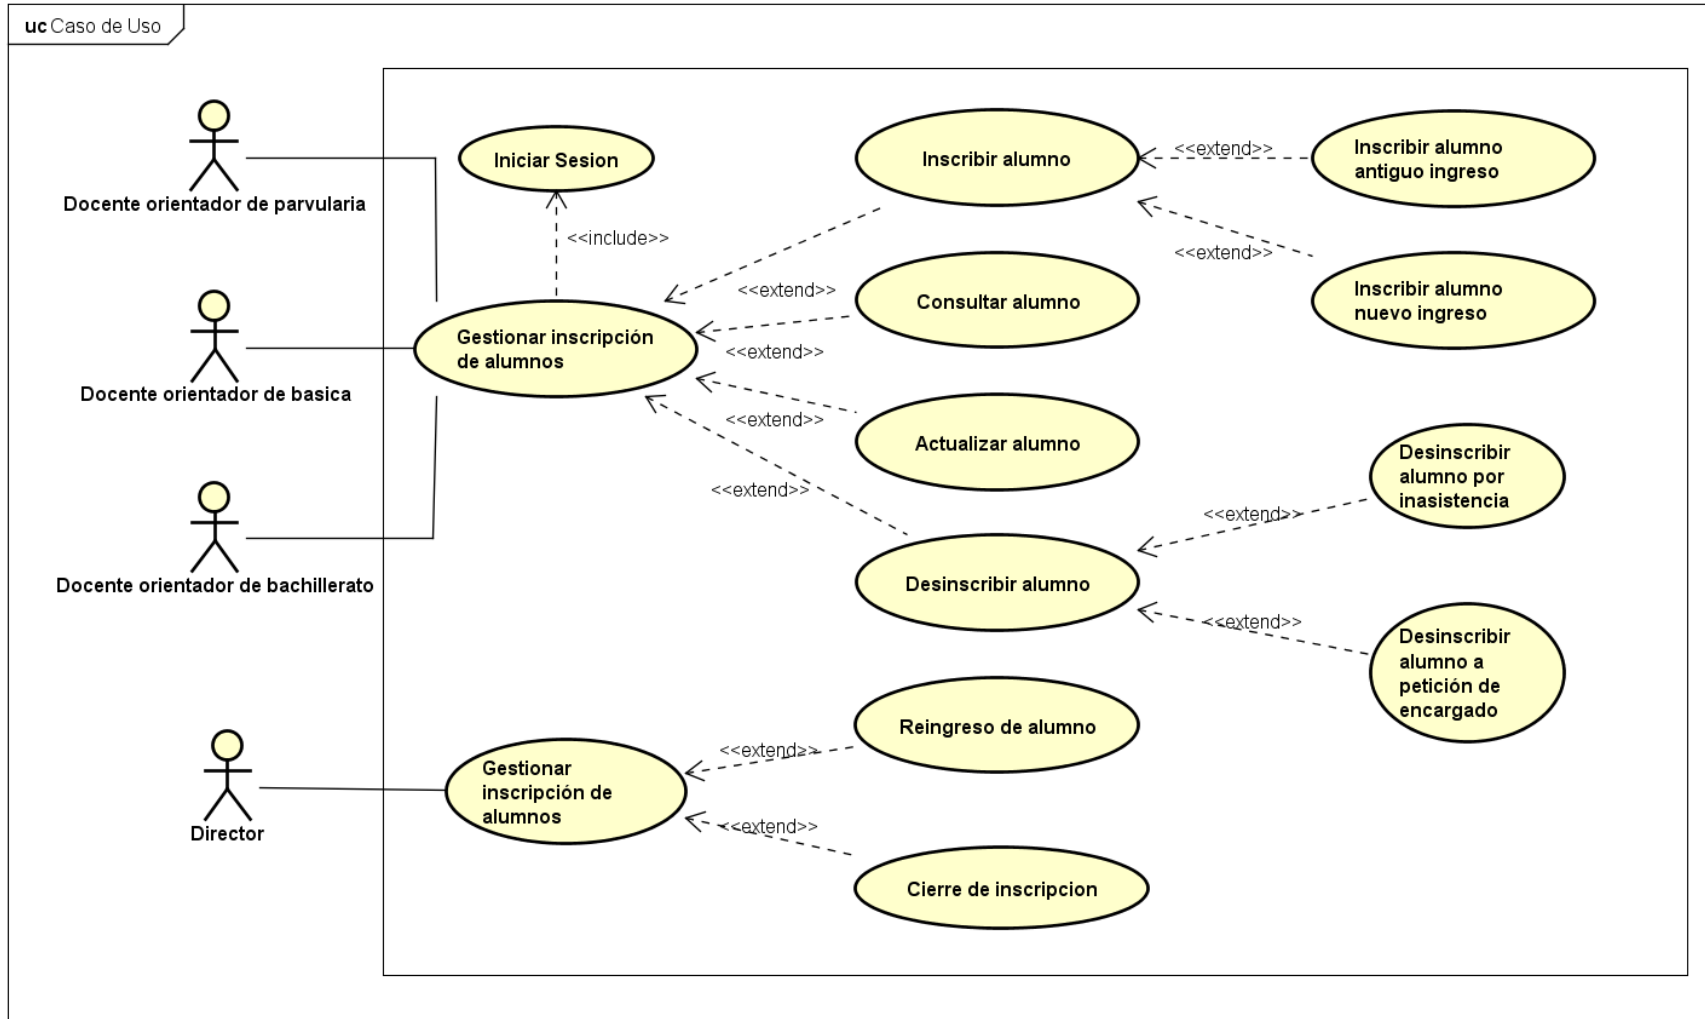 uc Caso de Uso
Docente orientador de parvularia
Iniciar Sesion
Inscribir alumno
<<extend>>
Inscribir alumno
antiguo ingreso
<<include>>
<<extend>>
<<extend>>
Consultar alumno
Inscribir alumno
nuevo ingreso
Docente orientador de basica
Gestionar inscripción
de alumnos
<<extend>>
<<extend>>
Actualizar alumno
<<extend>>
Desinscribir
alumno por
inasistencia
<<extend>>
Docente orientador de bachillerato
Desinscribir alumno
<<extend>>
Desinscribir
alumno a
petición de
encargado
Director
Gestionar
inscripción de
alumnos
<<extend>>
Reingreso de alumno
<<extend>>
Cierre de inscripcion